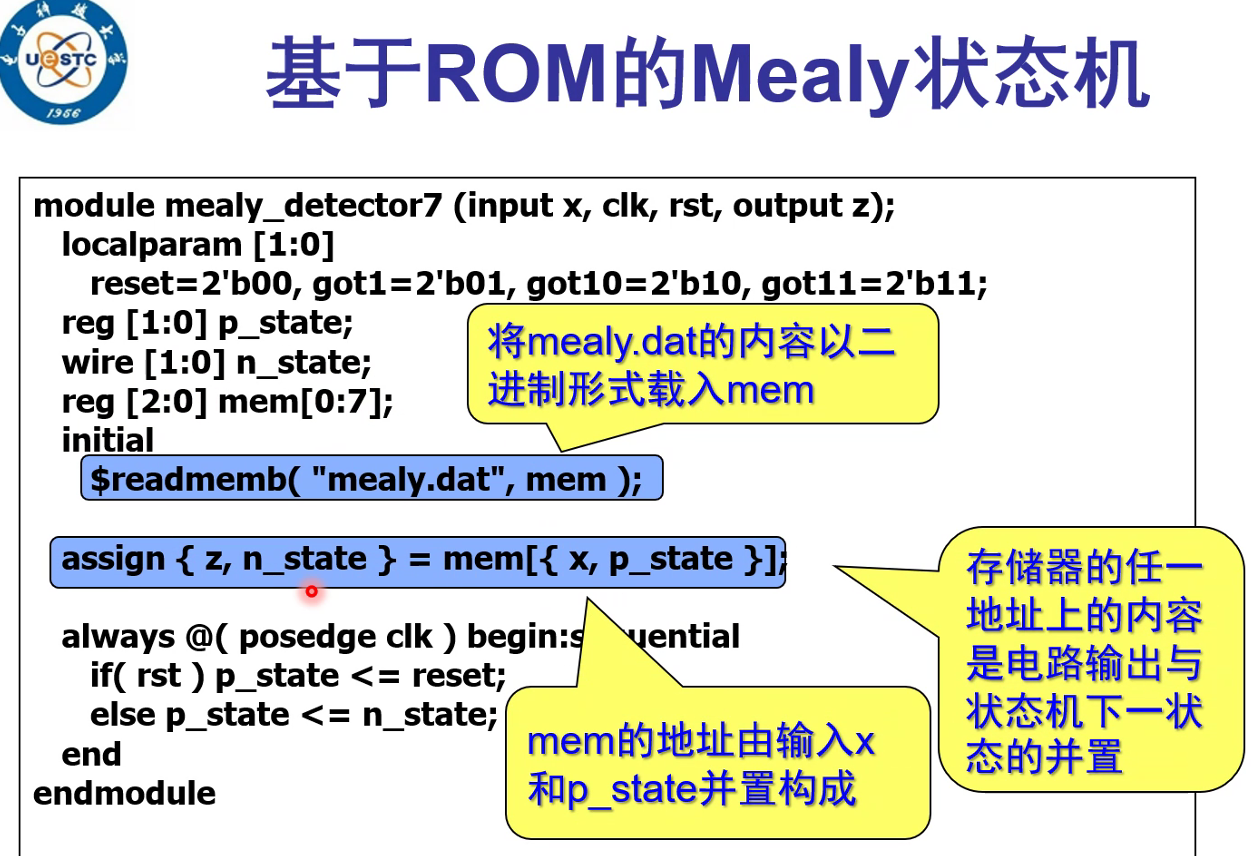 UeSTC
1956
基于ROM的Mealy状态机
module mealy_detector7 (input x, clk, rst, output z);
localparam [1:0]
reset=2'b00, got1=2'b01, got10=2'b10, got11=2'b11;
reg [1:0] p_state;
wire [1:0] n_state;
reg [2:0] mem[0:7];
initial
$readmemb( "mealy.dat", mem );
将mealy.dat的内容以二
进制形式载入mem
assign { z, n_state } = mem[{ x, p_state }];
存储器的任一
地址上的内容
是电路输出与
状态机下一状
态的并置
always @( posedge clk ) begin:s uential
if( rst ) p_state <= reset;
else p_state <= n_state;
end
endmodule
mem的地址由输入x
和p_state并置构成